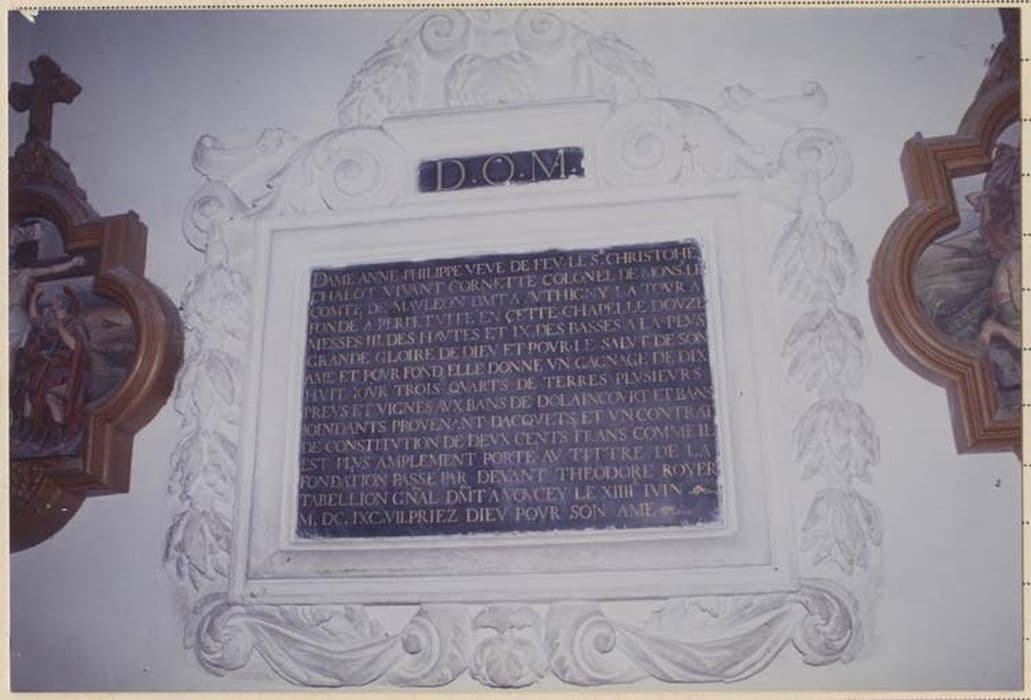 D.O.M.
DAME ANNE PHILIPPE VEVE DE FEV LE Sr. CHRISTOHE
CHALOT VIVANT CORNETTE COLONEL DE MONS. LE
COMTE DE MAVLEON DMT A AVTHIGNY LA TOVR A
FONDE A PERPETVITE EN CETTE CHAPELLE DOVZE
MESSES III DES HAVTES ET IX DES BASSES A LA PLVS
GRANDE GLOIRE DE DIEV ET POVR LE SALVT DE SON
AME ET POVR FOND ELLE DONNE VN GAGNAGE DE DIX
HVIT IOVR TROIS QVARTS DE TERRES PLVSIEVRS
PREVS ET VIGNES AVX BANS DE DOLAINCOVRT ET BANS
IOINDANTS PROVENANT DACQVETS ET VN CONTRAT
DE CONSTITVTION DE DEVX CENTS FRANS COMME IL
EST PLVS AMPLEMENT PORTE AV TITTRE DE LA
FONDATION PASSE PAR DEVANT THEODORE ROYER
TABELLION GNAL DMT A VOVCEY LE XIIIIe IVIN
M. DC. IXC. VII. PRIEZ DIEV POVR SON AME